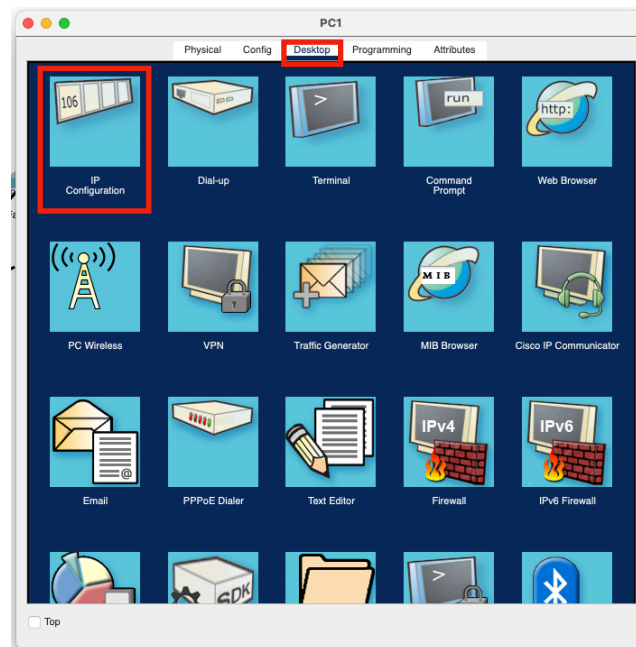 PC1
Physical Config Desktop Programming Attributes
106
>
run
http:
IP
Configuration
Dial-up
Terminal
Command
Prompt
Web Browser
MIB
PC Wireless
VPN
Traffic Generator
MIB Browser
Cisco IP Communicator
@
IPv4
IPv6
Email
PPPoE Dialer
Text Editor
Firewall
IPv6 Firewall
SDK
>
Top